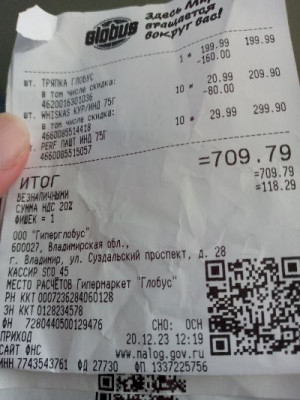 Globus
Здесь Мир
вращается
вокруг Вас!
1 * 199.99 199.99
-160.00
шт. ТРЯПКА ГЛОБУС
в том числе скидка:
4620016301036
10 * 20.99 209.90
-80.00
шт. WHISKAS КУР/ИНД 75Г
в том числе скидка:
4660085514418
10 * 29.99 299.90
. PERF ПАШТ ИНД 75Г
4660085515057
=709.79
ИТОГ
БЕЗНАЛИЧНЫМИ =709.79
СУММА НДС 20% =118.29
ФИШЕК = 1
ООО "Гиперглобус"
600027, Владимирская обл.,
г. Владимир, ул. Суздальский проспект, д. 28
КАССИР SCO 45
МЕСТО РАСЧЁТОВ Гипермаркет "Глобус"
РН ККТ 0007236284060128
ЗН ККТ 0128234578
ФН 7280440500129476 СНО: ОСН
ПРИХОД 20.12.23 12:19
САЙТ ФНС www.nalog.gov.ru
ИНН 7743543761 ФД 27730 ФП 1337225756